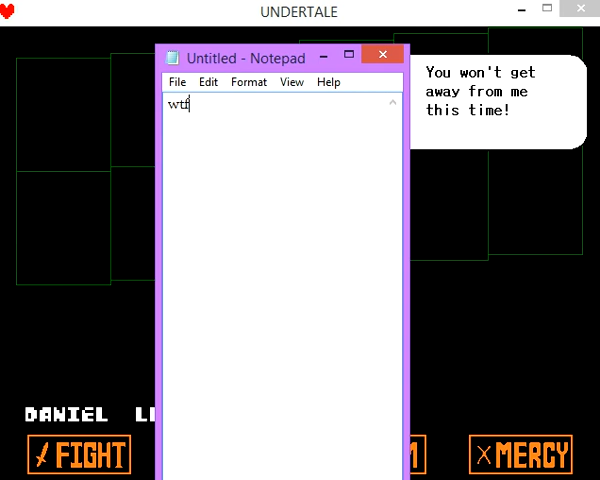 UNDERTALE
Untitled - Notepad
File Edit Format View Help
wtf
You won't get
away from me
this time!
DANIEL
FIGHT
MERCY